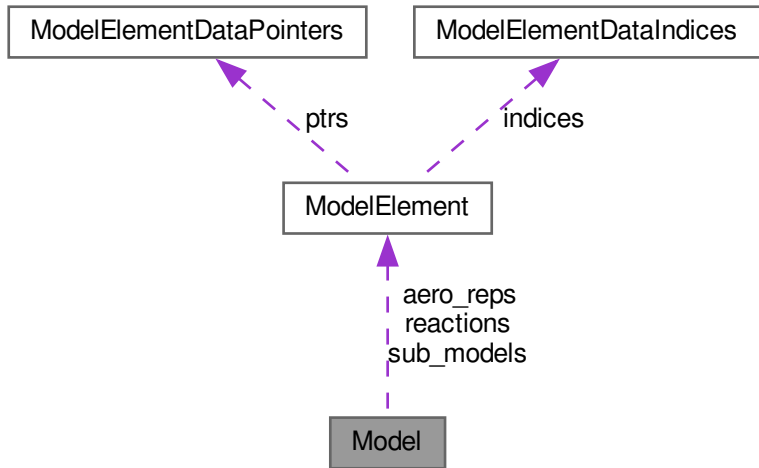 ModelElementDataPointers
ModelElementDataIndices
ptrs
indices
ModelElement
aero_reps
reactions
sub_models
Model